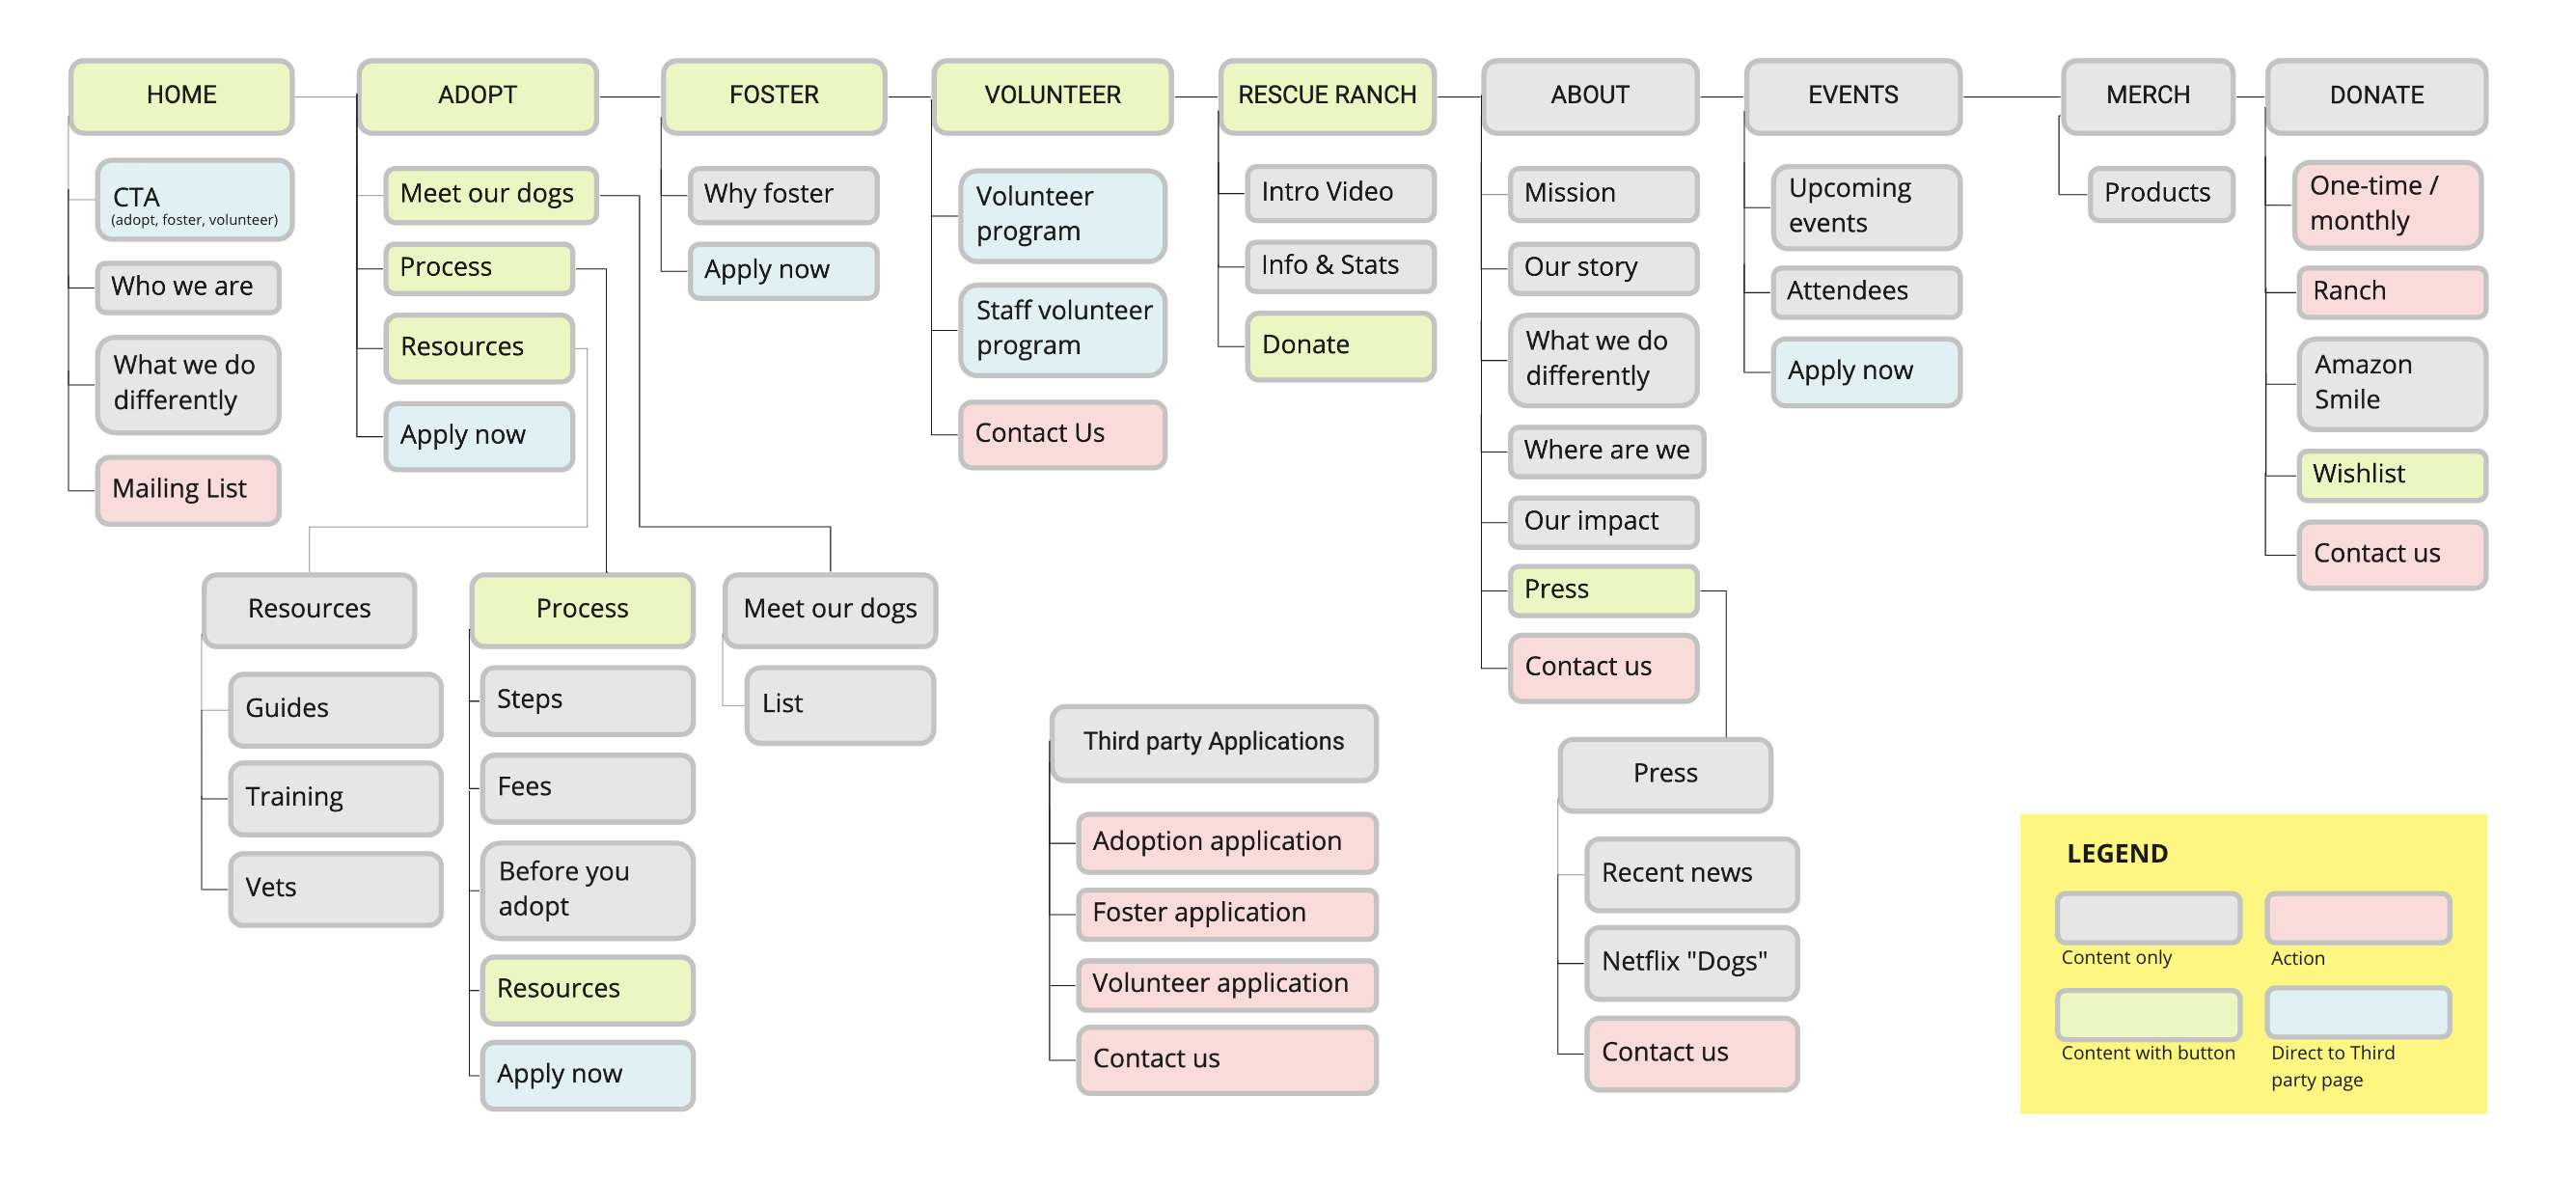 HOME
CTA
(adopt, foster, volunteer)
Who we are
What we do
differently
Mailing List
ADOPT
Meet our dogs
Process
Resources
Apply now
FOSTER
Why foster
Apply now
VOLUNTEER
Volunteer
program
Staff volunteer
program
Contact Us
RESCUE RANCH
Intro Video
Info & Stats
Donate
ABOUT
Mission
Our story
What we do
differently
Where are we
Our impact
Press
Contact us
EVENTS
Upcoming
events
Attendees
Apply now
MERCH
Products
DONATE
One-time /
monthly
Ranch
Amazon
Smile
Wishlist
Contact us
Resources
Guides
Training
Vets
Process
Steps
Fees
Before you
adopt
Resources
Apply now
Meet our dogs
List
Third party Applications
Adoption application
Foster application
Volunteer application
Contact us
Press
Recent news
Netflix "Dogs"
Contact us
LEGEND
Content only
Action
Content with button
Direct to Third
party page